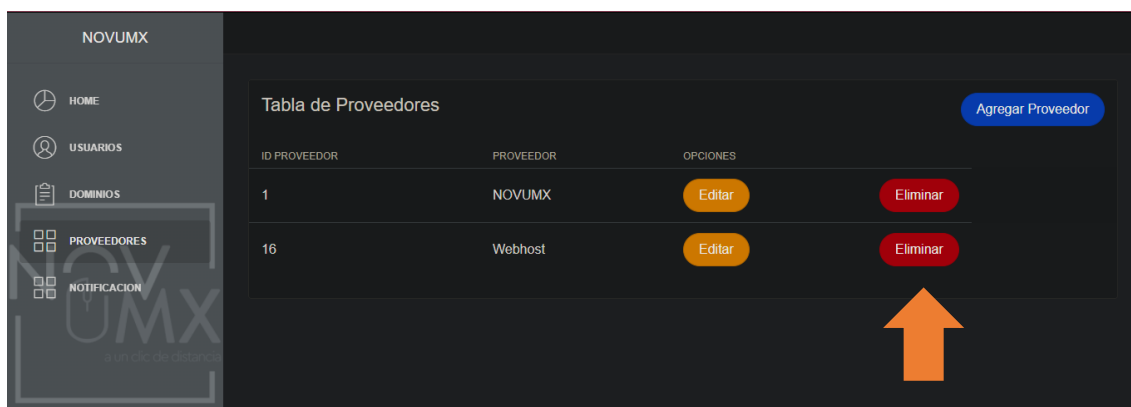 NOVUMX
HOME
USUARIOS
DOMINIOS
PROVEEDORES
NOTIFICACION
NOV
UMX
a un clic de distancia
Tabla de Proveedores
Agregar Proveedor
ID PROVEEDOR PROVEEDOR OPCIONES
1 NOVUMX Editar Eliminar
16 Webhost Editar Eliminar